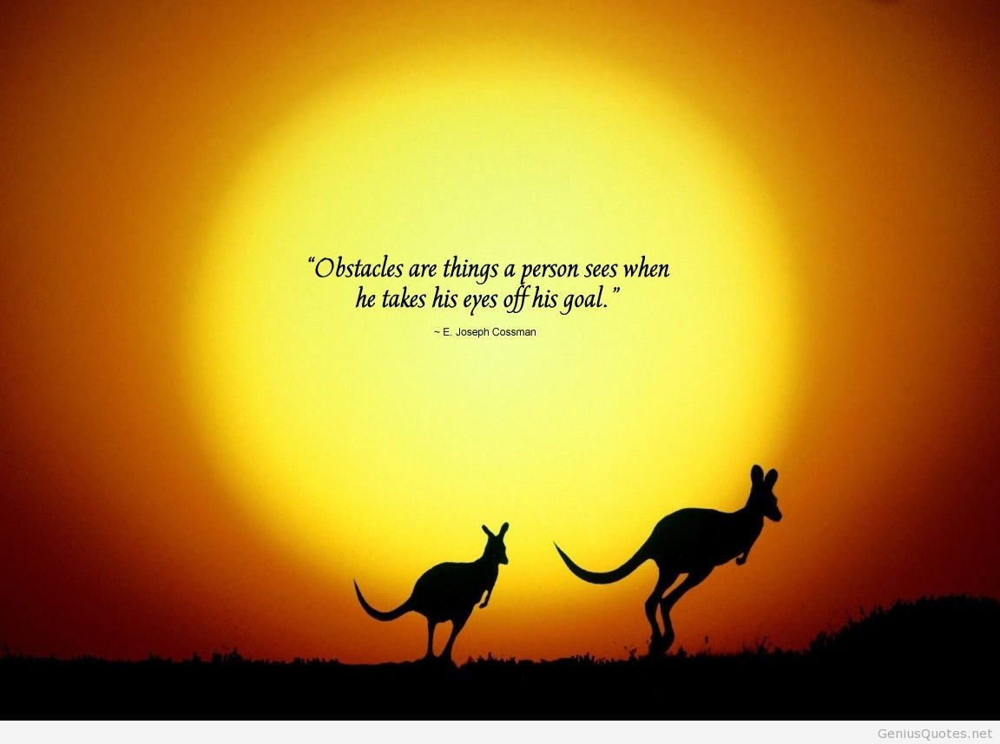 “Obstacles are things a person sees when
he takes his eyes off his goal.”
~ E. Joseph Cossman
GeniusQuotes.net